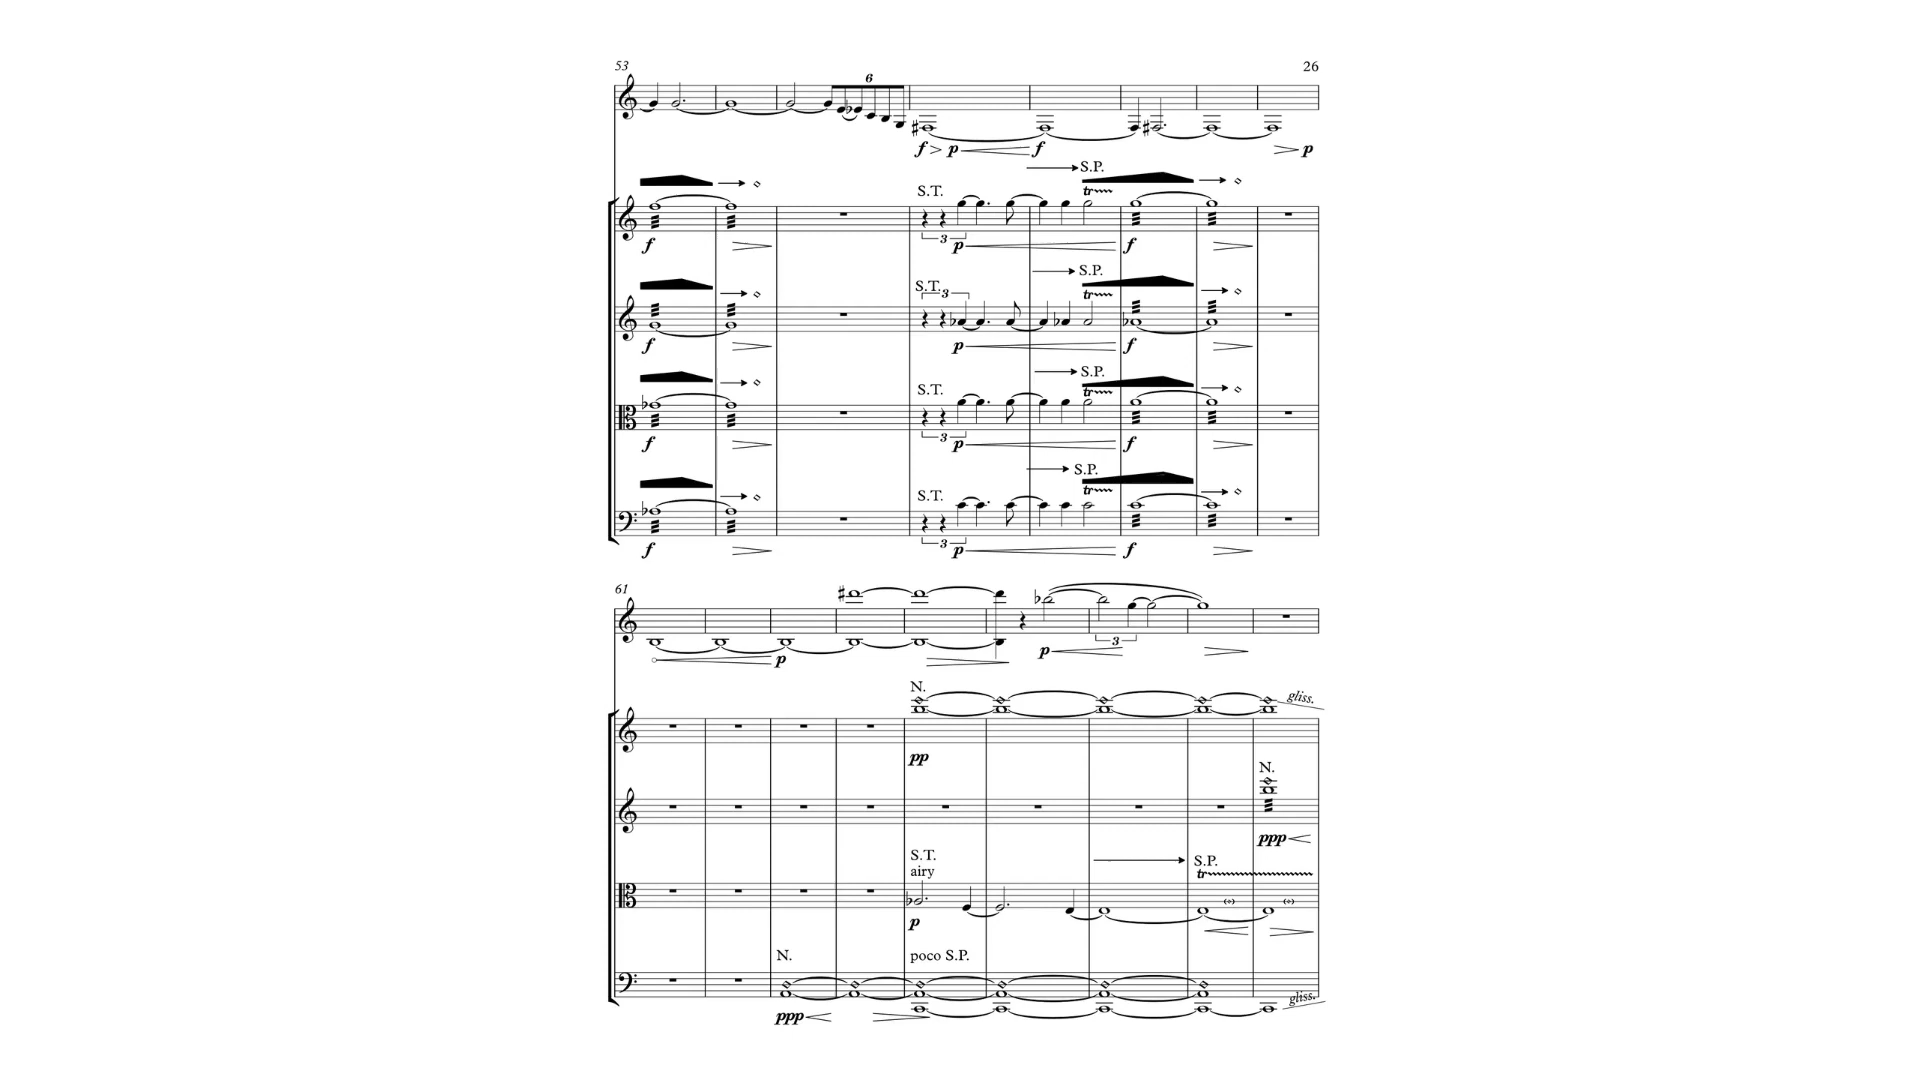 53
26
6
f p f p
S.P.
S.T. tr
f 3 p f
S.P.
S.T. 3 tr
f p f
S.P.
S.T. tr
f 3 p f
S.P.
S.T. tr
f 3 p f
61
3
p p
N. gliss.
pp
N.
ppp
S.T. S.P.
airy tr
p
N. poco S.P.
gliss.
ppp